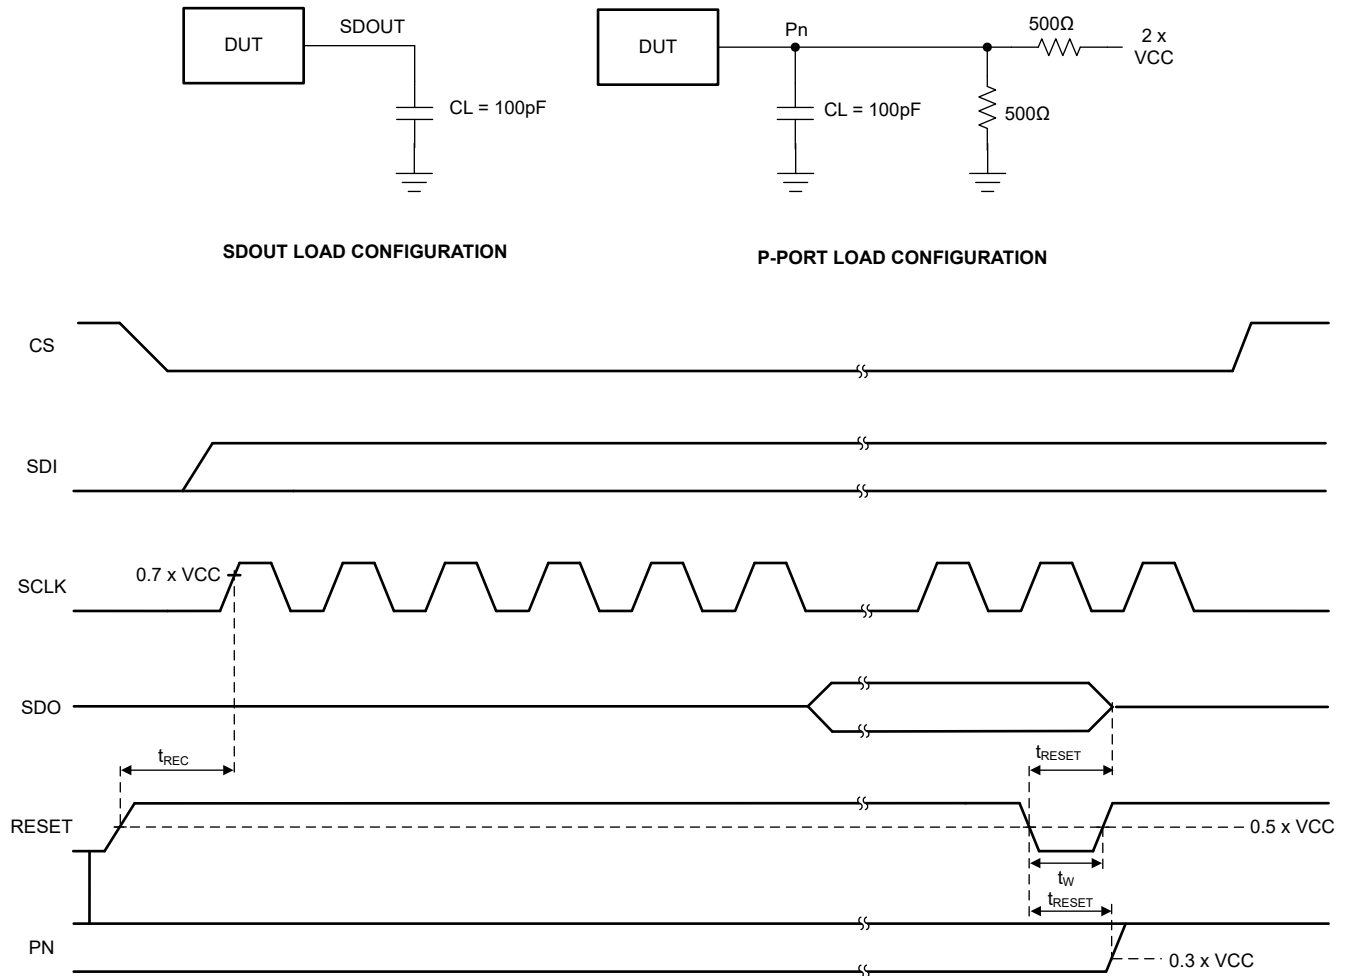 DUT
SDOUT
CL = 100pF
DUT
Pn
500Ω
2 x
VCC
CL = 100pF
500Ω
SDOUT LOAD CONFIGURATION
P-PORT LOAD CONFIGURATION
CS
SDI
SCLK
0.7 x VCC
SDO
tREC
tRESET
RESET
0.5 x VCC
tW
tRESET
PN
0.3 x VCC